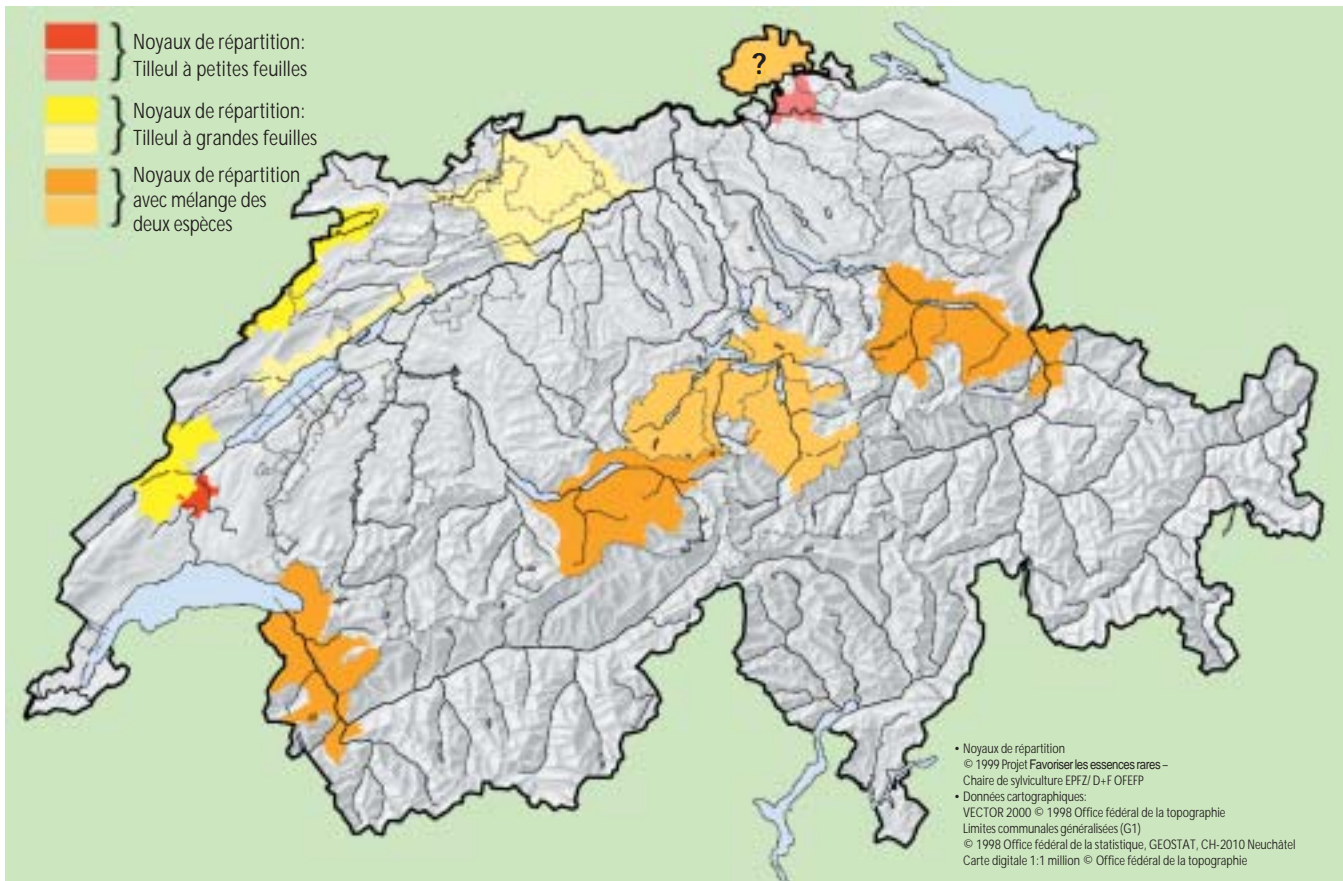 Noyaux de répartition:
Tilleul à petites feuilles
Noyaux de répartition:
Tilleul à grandes feuilles
Noyaux de répartition
avec mélange des
deux espèces
?
• Noyaux de répartition
© 1999 Projet Favoriser les essences rares –
Chaire de sylviculture EPFZ/ D+F OFEFP
• Données cartographiques:
VECTOR 2000 © 1998 Office fédéral de la topographie
Limites communales généralisées (G1)
© 1998 Office fédéral de la statistique, GEOSTAT, CH-2010 Neuchâtel
Carte digitale 1:1 million © Office fédéral de la topographie